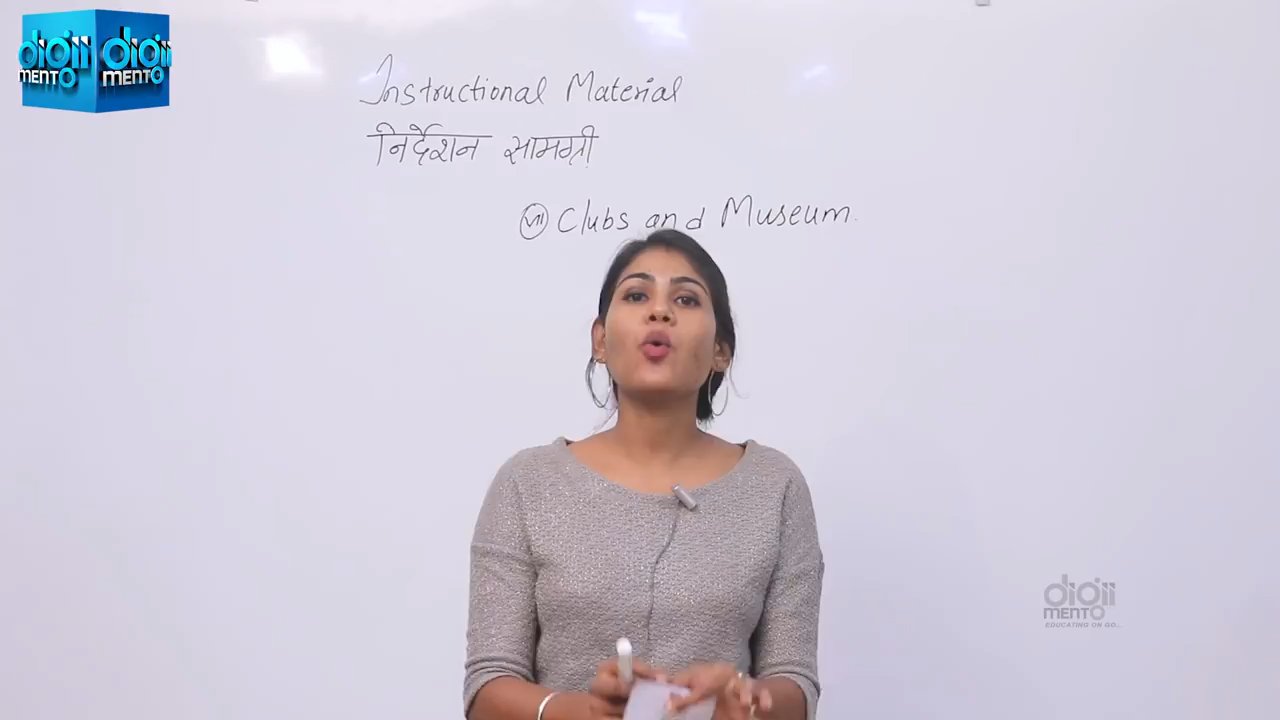 digii
MENTO
digii
MENTO
Instructional Material
निर्देशन सामग्री
VII Clubs and Museum.
digii
MENTO
EDUCATING ON GO...